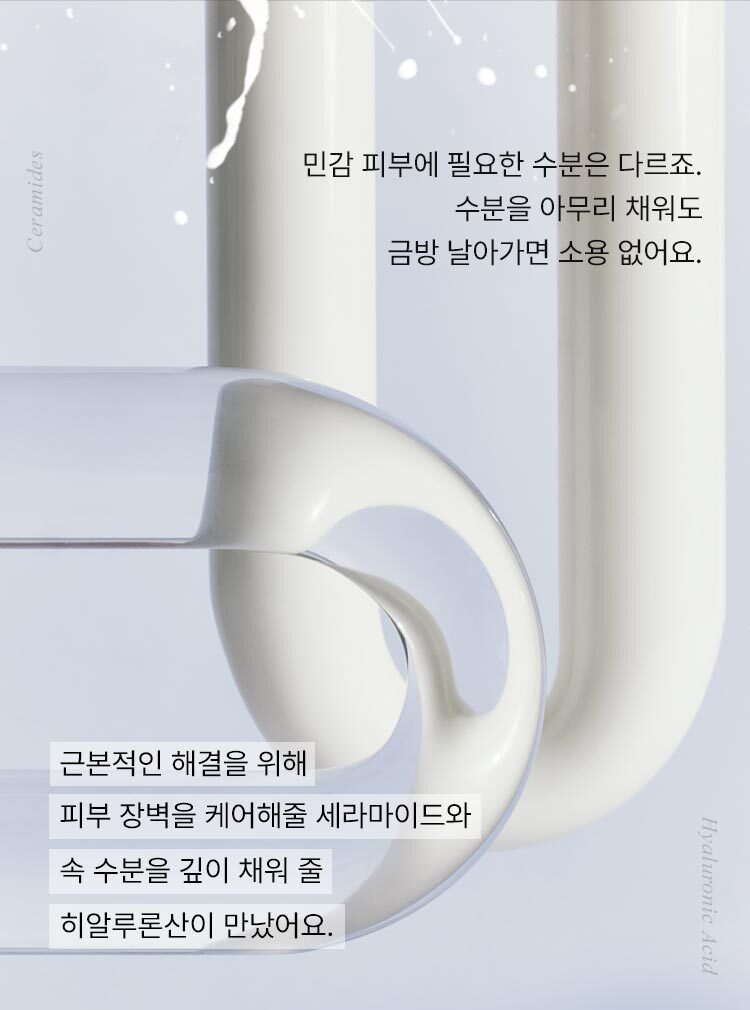 Ceramides
민감 피부에 필요한 수분은 다르죠.
수분을 아무리 채워도
금방 날아가면 소용 없어요.
근본적인 해결을 위해
피부 장벽을 케어해줄 세라마이드와
속 수분을 깊이 채워 줄
히알루론산이 만났어요.
Hyaluronic Acid